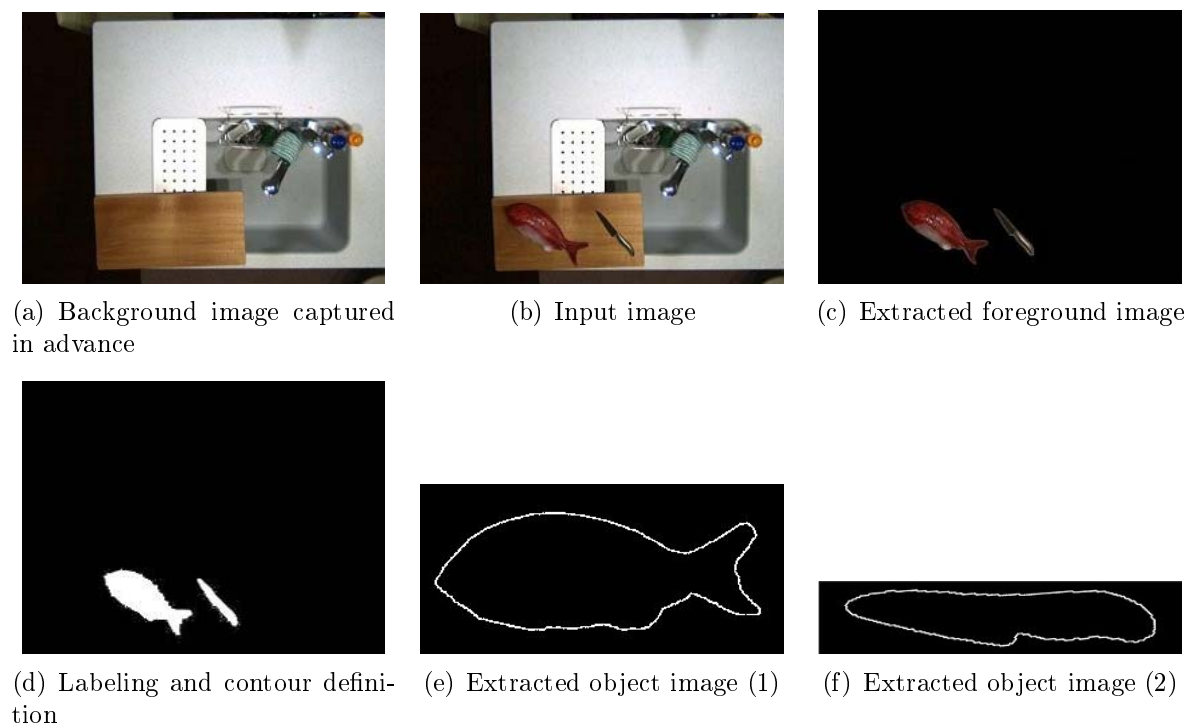 (a) Background image captured
in advance
(b) Input image
(c) Extracted foreground image
(d) Labeling and contour defini-
tion
(e) Extracted object image (1)
(f) Extracted object image (2)